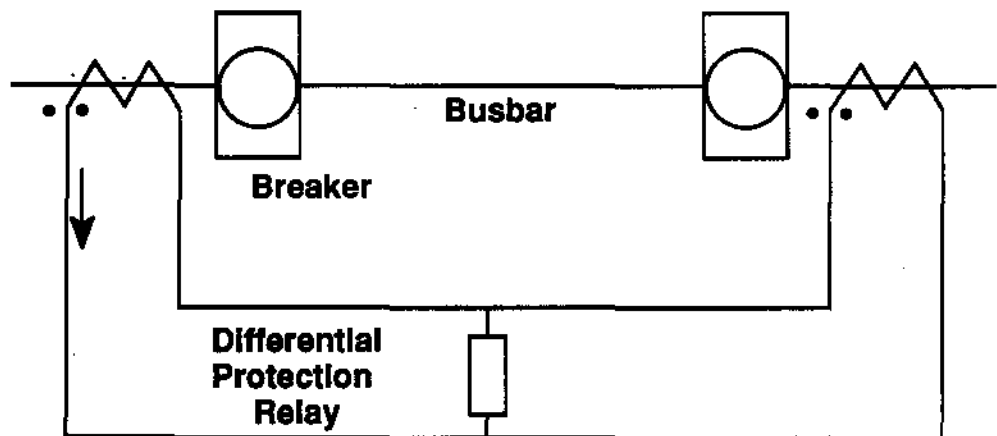 Busbar
Breaker
Differential
Protection
Relay